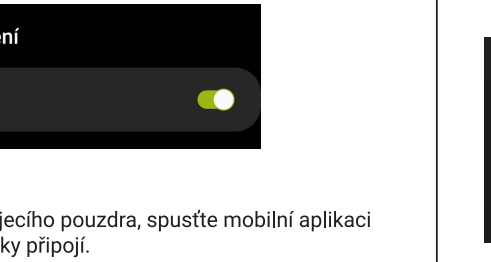 ení
jecího pouzdra, spusťte mobilní aplikaci
ky připojí.